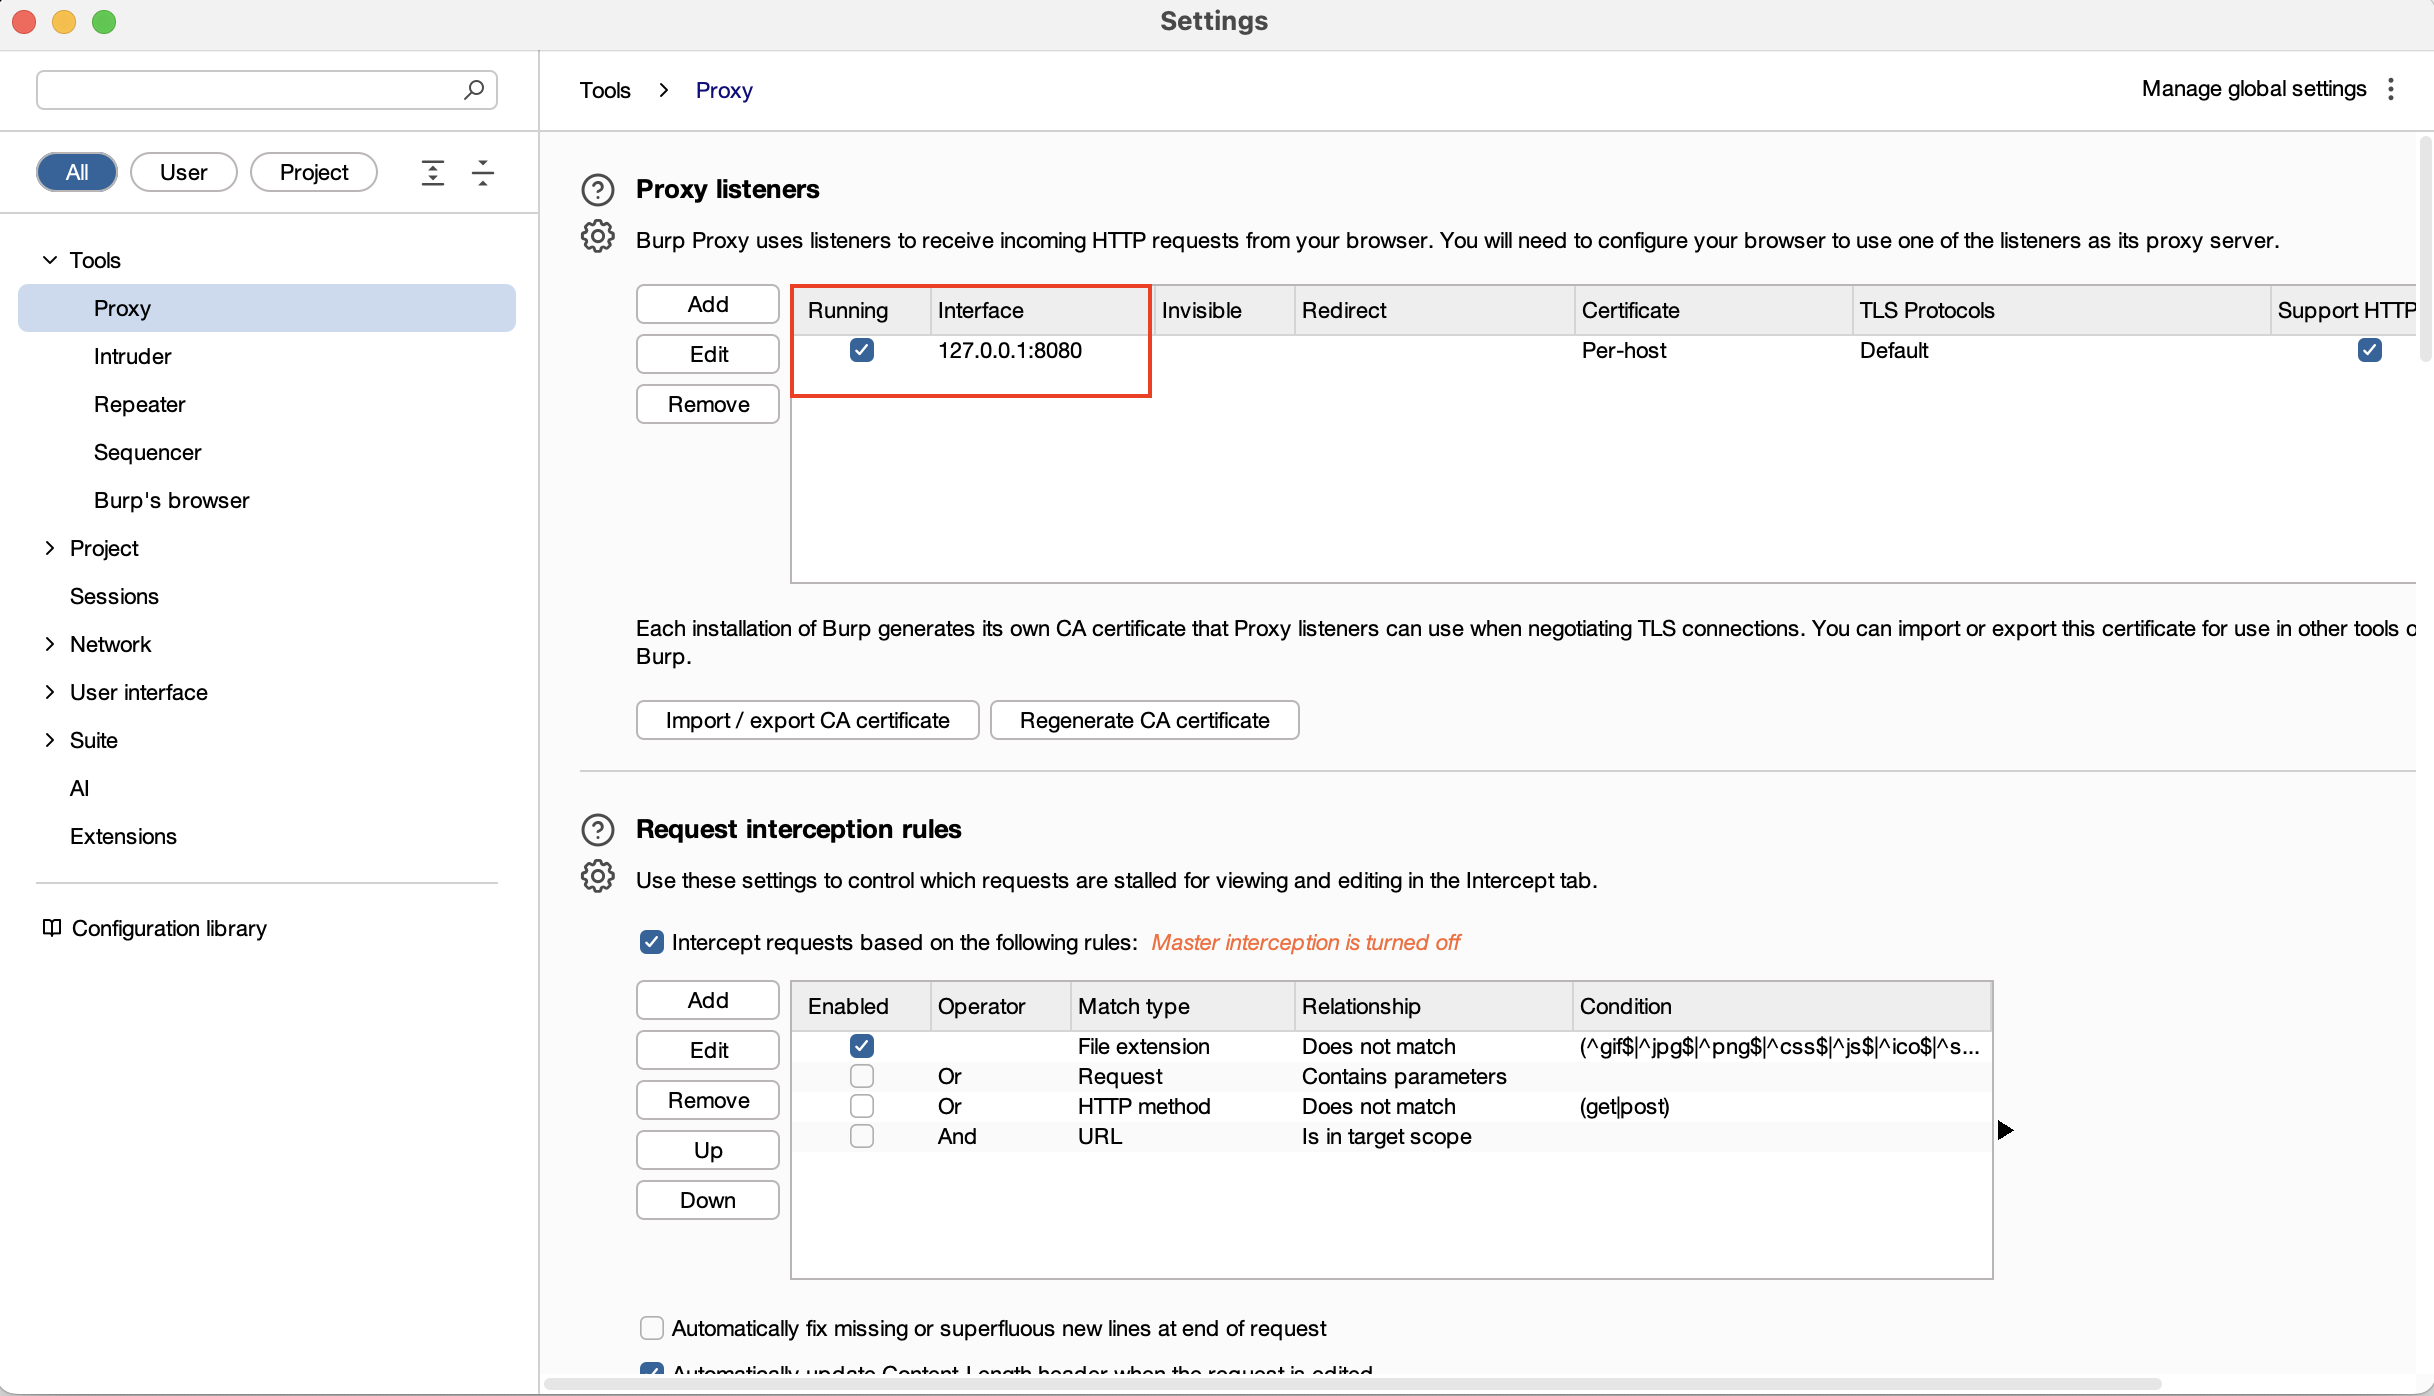 Settings
Tools > Proxy
Manage global settings
All User Project
Tools
Proxy
Intruder
Repeater
Sequencer
Burp's browser
Project
Sessions
Network
User interface
Suite
AI
Extensions
Configuration library
Proxy listeners
Burp Proxy uses listeners to receive incoming HTTP requests from your browser. You will need to configure your browser to use one of the listeners as its proxy server.
Add
Edit
Remove
Running Interface Invisible Redirect Certificate TLS Protocols Support HTTP
127.0.0.1:8080 Per-host Default
Each installation of Burp generates its own CA certificate that Proxy listeners can use when negotiating TLS connections. You can import or export this certificate for use in other tools
Burp.
Import / export CA certificate Regenerate CA certificate
Request interception rules
Use these settings to control which requests are stalled for viewing and editing in the Intercept tab.
Intercept requests based on the following rules: Master interception is turned off
Add
Edit
Remove
Up
Down
Enabled Operator Match type Relationship Condition
File extension Does not match (^gif$|^jpg$|^png$|^css$|^js$|^ico$|^s...
Or Request Contains parameters
Or HTTP method Does not match (get|post)
And URL Is in target scope
Automatically fix missing or superfluous new lines at end of request
Automatically update Content-Length header when the request is edited